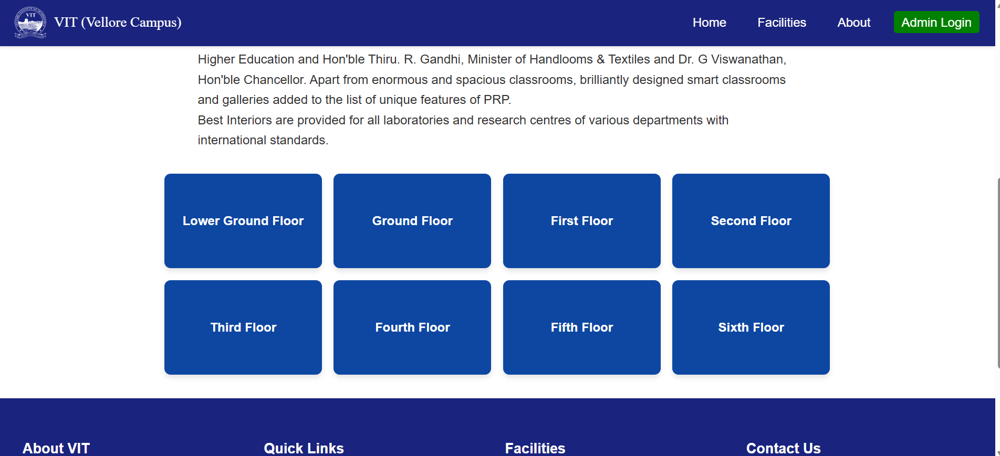 VIT
VIT (Vellore Campus)
Home
Facilities
About
Admin Login
Higher Education and Hon'ble Thiru. R. Gandhi, Minister of Handlooms & Textiles and Dr. G Viswanathan,
Hon'ble Chancellor. Apart from enormous and spacious classrooms, brilliantly designed smart classrooms
and galleries added to the list of unique features of PRP.
Best Interiors are provided for all laboratories and research centres of various departments with
international standards.
Lower Ground Floor
Ground Floor
First Floor
Second Floor
Third Floor
Fourth Floor
Fifth Floor
Sixth Floor
About VIT
Quick Links
Facilities
Contact Us